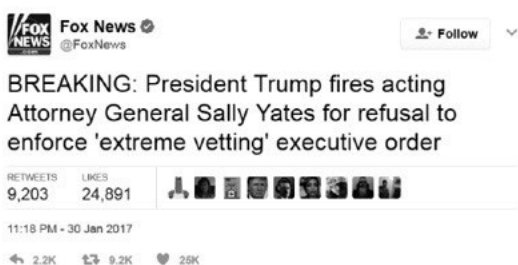 FOX
NEWS
Fox News
@FoxNews
Follow
BREAKING: President Trump fires acting
Attorney General Sally Yates for refusal to
enforce 'extreme vetting' executive order
RETWEETS LIKES
9,203 24,891
11:18 PM - 30 Jan 2017
2.2K 9.2K 25K